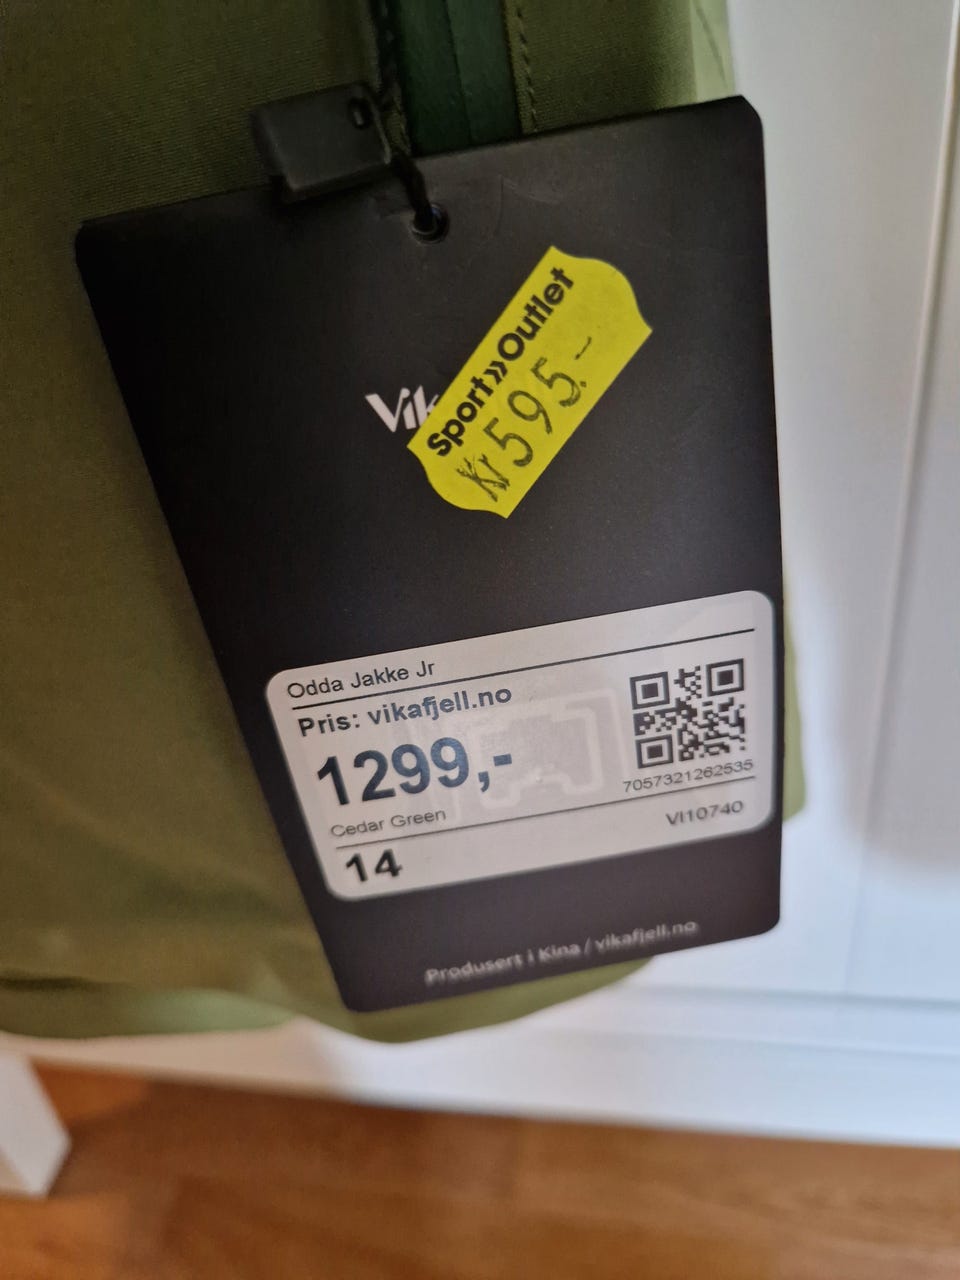 Vik
Sport»Outlet
Kr 595.-
Odda Jakke Jr
Pris: vikafjell.no
1299,-
7057321262535
Cedar Green
VI10740
14
Produsert i Kina / vikafjell.no